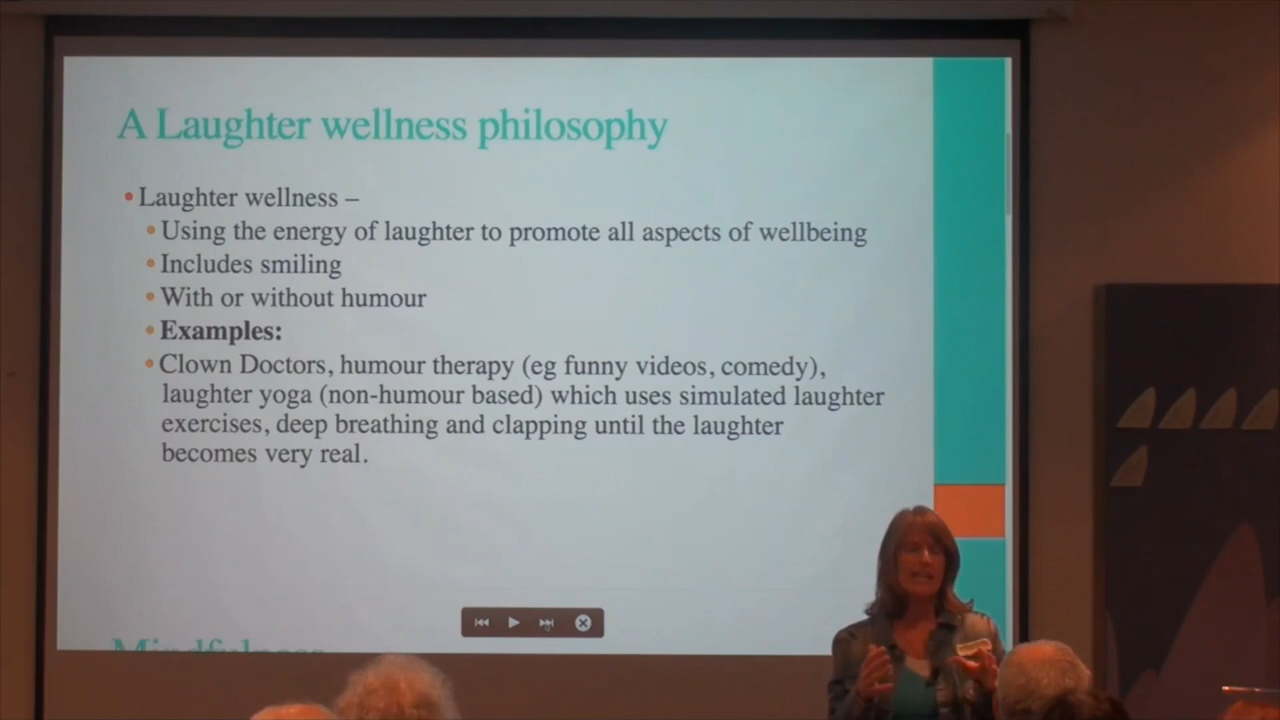 A Laughter wellness philosophy
• Laughter wellness –
• Using the energy of laughter to promote all aspects of wellbeing
• Includes smiling
• With or without humour
• Examples:
• Clown Doctors, humour therapy (eg funny videos, comedy),
laughter yoga (non-humour based) which uses simulated laughter
exercises, deep breathing and clapping until the laughter
becomes very real.
Mindfulness